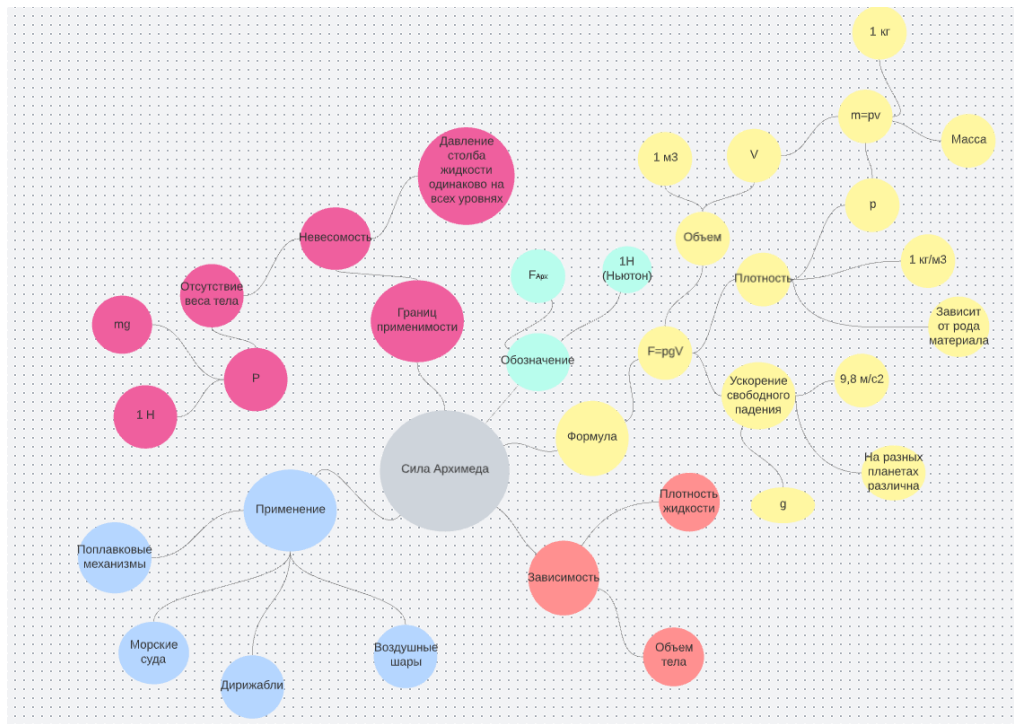 1 кг
m=pv
Масса
Давление
столба
жидкости
одинаково на
всех уровнях
1 м3
V
p
Невесомость
Объем
1Н
(Ньютон)
1 кг/м3
FАрх
Плотность
Отсутствие
веса тела
Границ
применимости
mg
Зависит
от рода
материала
F=pgV
Обозначение
P
Ускорение
свободного
падения
9,8 м/с2
1 Н
Формула
Сила Архимеда
На разных
планетах
различна
Применение
Плотность
жидкости
g
Поплавковые
механизмы
Зависимость
Морские
суда
Воздушные
шары
Объем
тела
Дирижабли